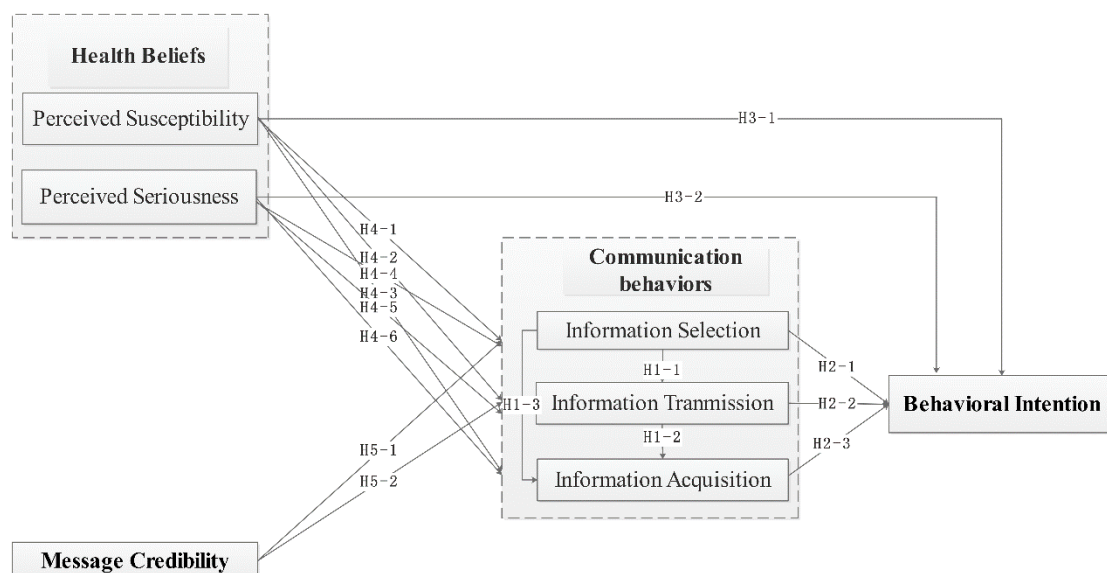 Health Beliefs
Perceived Susceptibility
H3-1
Perceived Seriousness
H3-2
H4-1
H4-2
H4-4
H4-3
H4-5
H4-6
Communication
behaviors
Information Selection
H1-1
H2-1
H1-3
Information Tranmission
H2-2
Behavioral Intention
H1-2
H2-3
Information Acquisition
H5-1
H5-2
Message Credibility